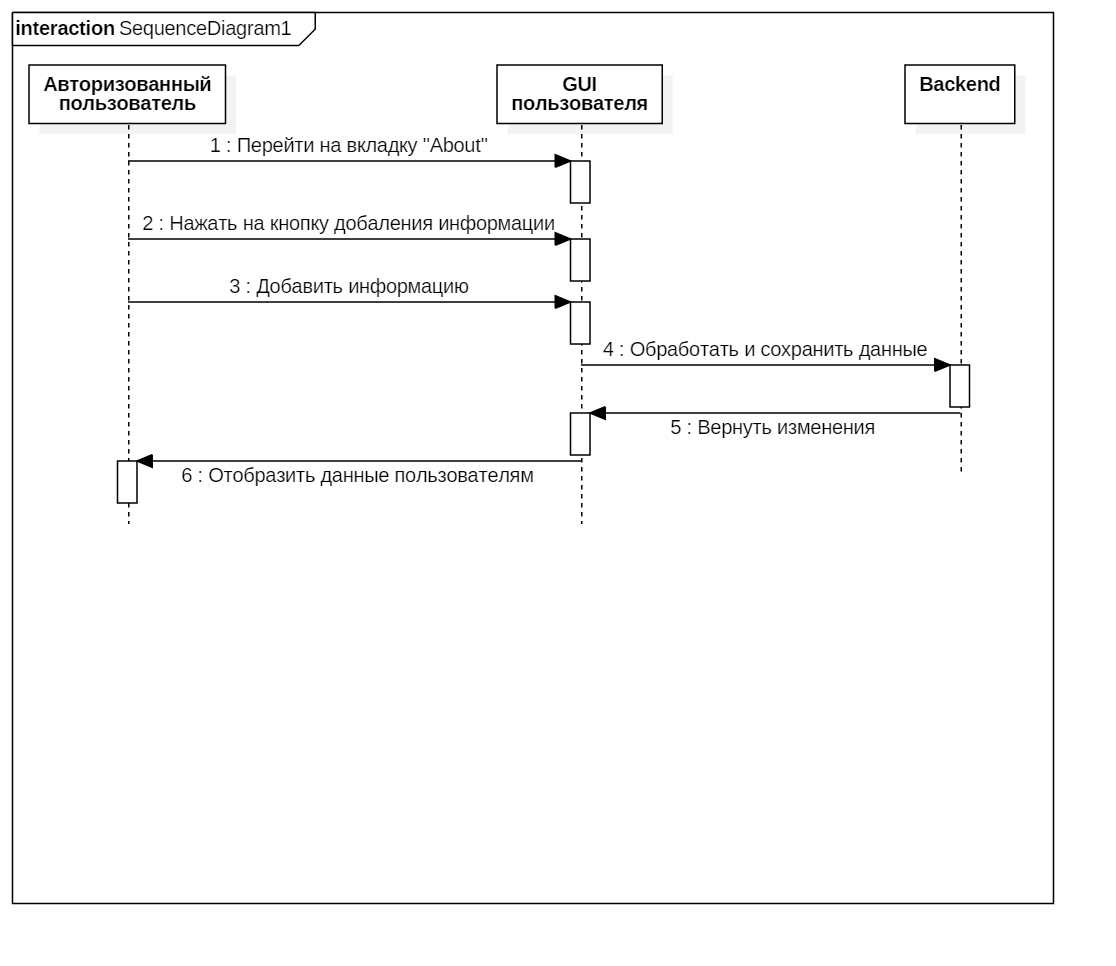 interaction SequenceDiagram1
Авторизованный
пользователь
GUI
пользователя
Backend
1 : Перейти на вкладку "About"
2 : Нажать на кнопку добаления информации
3 : Добавить информацию
4 : Обработать и сохранить данные
5 : Вернуть изменения
6 : Отобразить данные пользователям